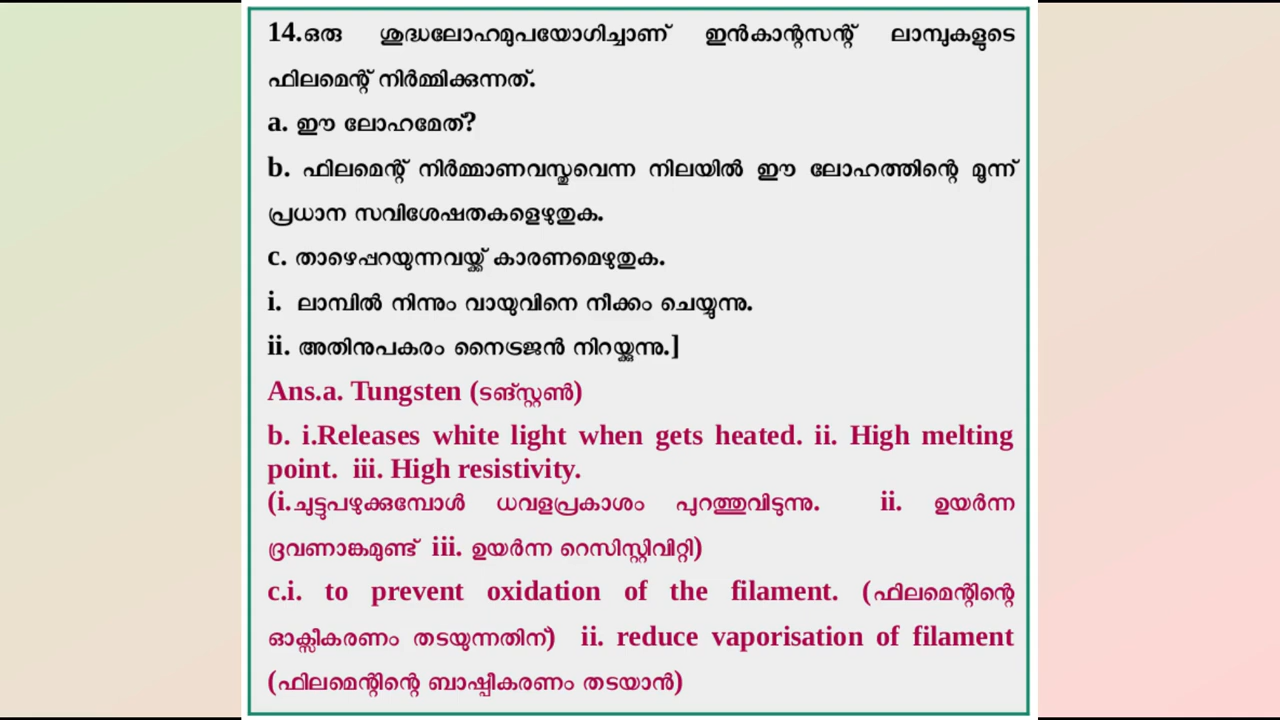 14.ഒരു ശുദ്ധലോഹമുപയോഗിച്ചാണ് ഇൻകാന്റസന്റ് ലാമ്പുകളുടെ
ഫിലമെന്റ് നിർമ്മിക്കുന്നത്.
a. ഈ ലോഹമേത്?
b. ഫിലമെന്റ് നിർമ്മാണവസ്തുവെന്ന നിലയിൽ ഈ ലോഹത്തിന്റെ മൂന്ന്
പ്രധാന സവിശേഷതകളെഴുതുക.
c. താഴെപ്പറയുന്നവയ്ക്ക് കാരണമെഴുതുക.
i. ലാമ്പിൽ നിന്നും വായുവിനെ നീക്കം ചെയ്യുന്നു.
ii. അതിനുപകരം നൈട്രജൻ നിറയ്ക്കുന്നു.]
Ans.a. Tungsten (ടങ്സ്റ്റൺ)
b. i.Releases white light when gets heated. ii. High melting
point. iii. High resistivity.
(i.ചുട്ടുപഴുക്കുമ്പോൾ ധവളപ്രകാശം പുറത്തുവിടുന്നു. ii. ഉയർന്ന
ദ്രവണാങ്കമുണ്ട് iii. ഉയർന്ന റെസിസ്റ്റിവിറ്റി)
c.i. to prevent oxidation of the filament. (ഫിലമെന്റിന്റെ
ഓക്സീകരണം തടയുന്നതിന്) ii. reduce vaporisation of filament
(ഫിലമെന്റിന്റെ ബാഷ്പീകരണം തടയാൻ)